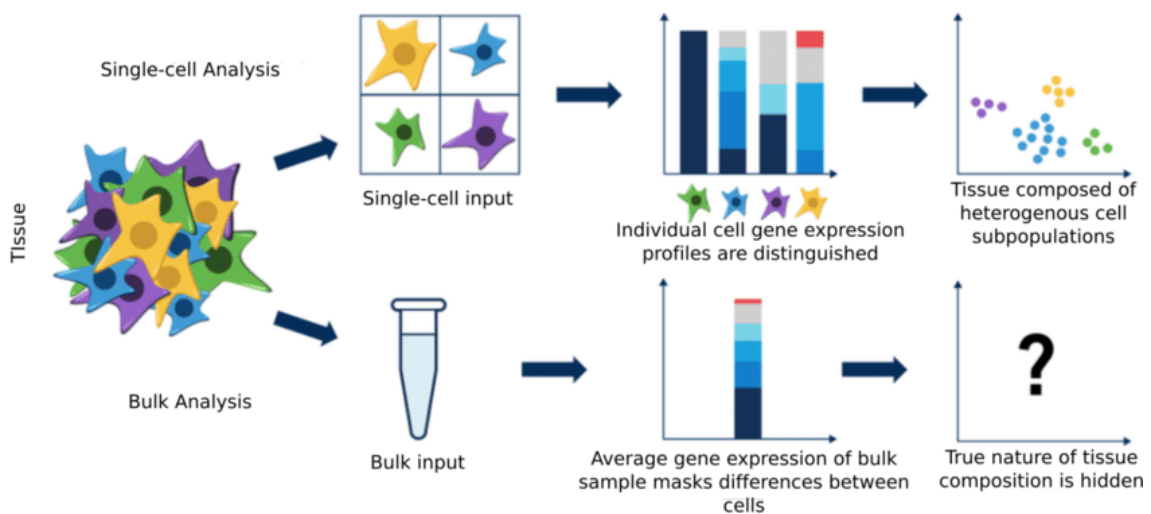 Single-cell Analysis
TIssue
Single-cell input
Individual cell gene expression
profiles are distinguished
Tissue composed of
heterogenous cell
subpopulations
Bulk Analysis
Bulk input
Average gene expression of bulk
sample masks differences between
cells
?
True nature of tissue
composition is hidden